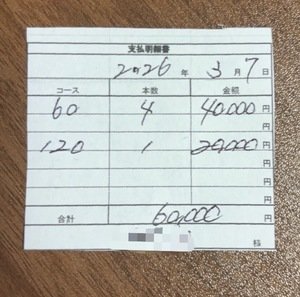 支払明細書
2026 年 3 月 7 日
コース 本数 金額
60 4 40,000 円
円
120 1 20,000 円
円
円
合計 60,000 円
様